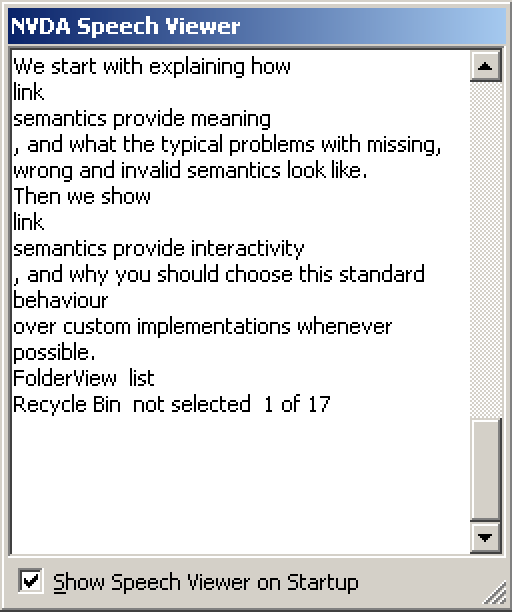 NVDA Speech Viewer
We start with explaining how
link
semantics provide meaning
, and what the typical problems with missing,
wrong and invalid semantics look like.
Then we show
link
semantics provide interactivity
, and why you should choose this standard
behaviour
over custom implementations whenever
possible.
FolderView  list
Recycle Bin  not selected  1 of 17
Show Speech Viewer on Startup